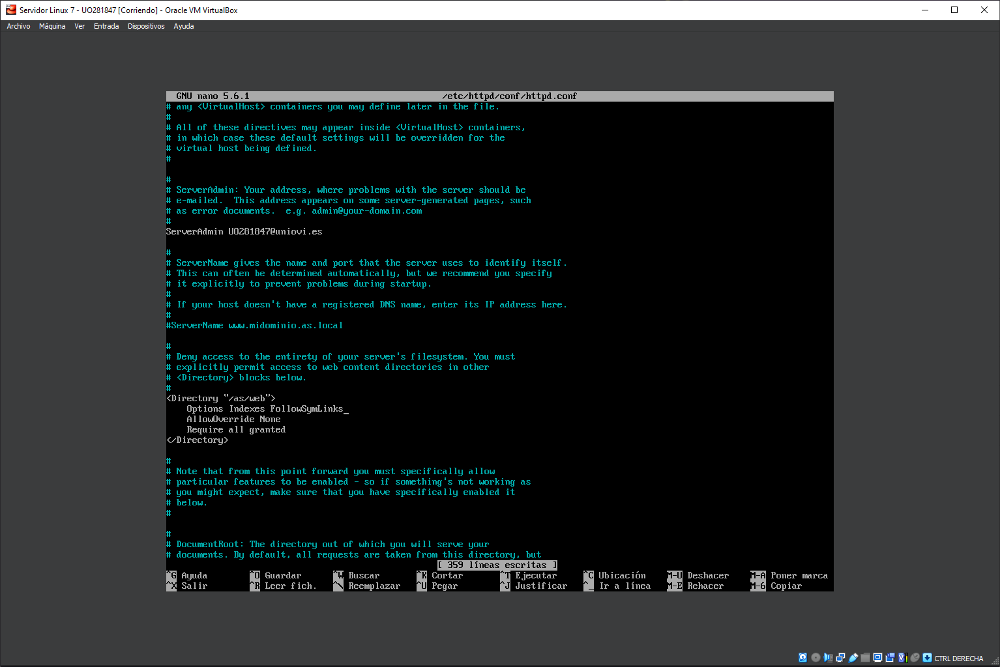 Servidor Linux 7 - UO281847 [Corriendo] - Oracle VM VirtualBox
Archivo Máquina Ver Entrada Dispositivos Ayuda
GNU nano 5.6.1 /etc/httpd/conf/httpd.conf
# any <VirtualHost> containers you may define later in the file.
#
# All of these directives may appear inside <VirtualHost> containers,
# in which case these default settings will be overridden for the
# virtual host being defined.
#
#
# ServerAdmin: Your address, where problems with the server should be
# e-mailed.  This address appears on some server-generated pages, such
# as error documents.  e.g. admin@your-domain.com
#
ServerAdmin UO281847@uniovi.es
#
# ServerName gives the name and port that the server uses to identify itself.
# This can often be determined automatically, but we recommend you specify
# it explicitly to prevent problems during startup.
#
# If your host doesn't have a registered DNS name, enter its IP address here.
#
#ServerName www.midominio.as.local
#
# Deny access to the entirety of your server's filesystem. You must
# explicitly permit access to web content directories in other
# <Directory> blocks below.
#
<Directory "/as/web">
    Options Indexes FollowSymLinks_
    AllowOverride None
    Require all granted
</Directory>
#
# Note that from this point forward you must specifically allow
# particular features to be enabled - so if something's not working as
# you might expect, make sure that you have specifically enabled it
# below.
#
#
# DocumentRoot: The directory out of which you will serve your
# documents. By default, all requests are taken from this directory, but
[ 359 líneas escritas ]
^G Ayuda ^O Guardar ^W Buscar ^K Cortar ^T Ejecutar ^C Ubicación M-U Deshacer M-A Poner marca
^X Salir ^R Leer fich. ^\ Reemplazar ^U Pegar ^J Justificar ^_ Ir a línea M-E Rehacer M-6 Copiar
CTRL DERECHA